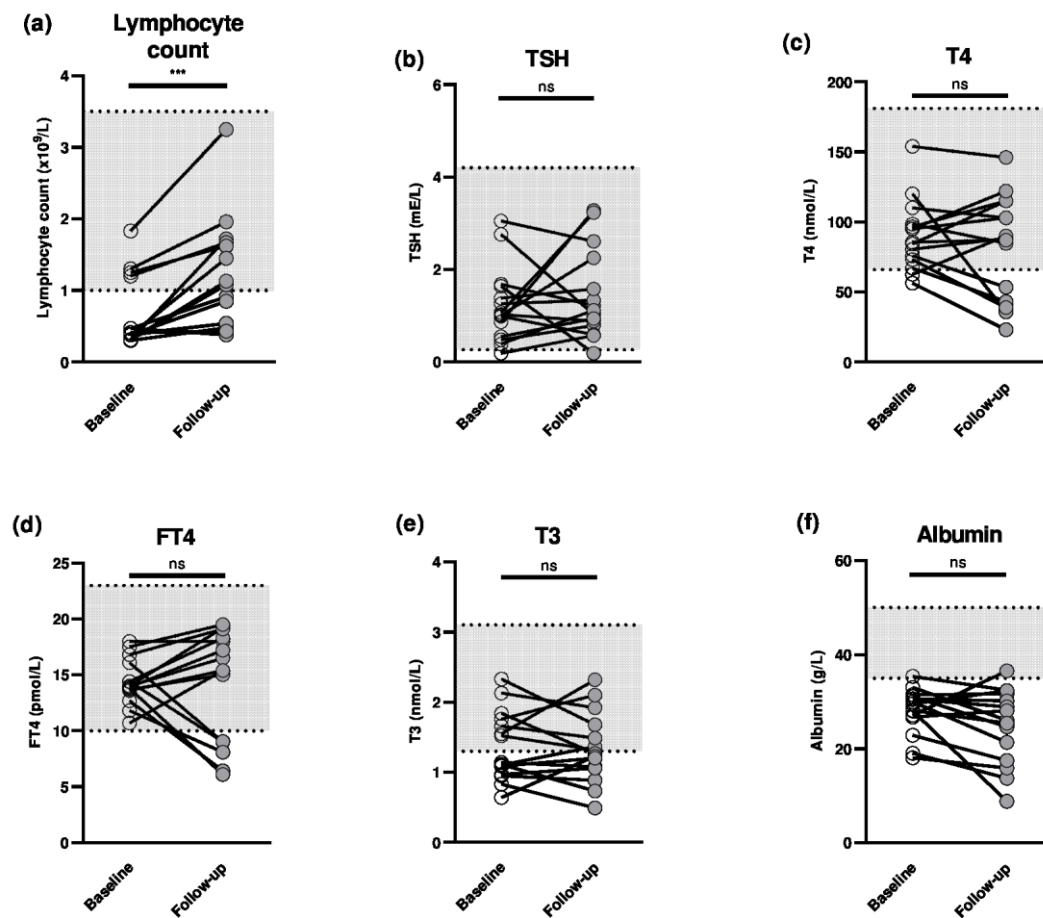 (a)
Lymphocyte
count
***
Lymphocyte count (x10⁹/L)
4
3
2
1
0
Baseline
Follow-up
(b)
TSH
ns
TSH (mE/L)
6
4
2
0
Baseline
Follow-up
(c)
T4
ns
T4 (nmol/L)
200
150
100
50
0
Baseline
Follow-up
(d)
FT4
ns
FT4 (pmol/L)
25
20
15
10
5
0
Baseline
Follow-up
(e)
T3
ns
T3 (nmol/L)
4
3
2
1
0
Baseline
Follow-up
(f)
Albumin
ns
Albumin (g/L)
60
40
20
0
Baseline
Follow-up